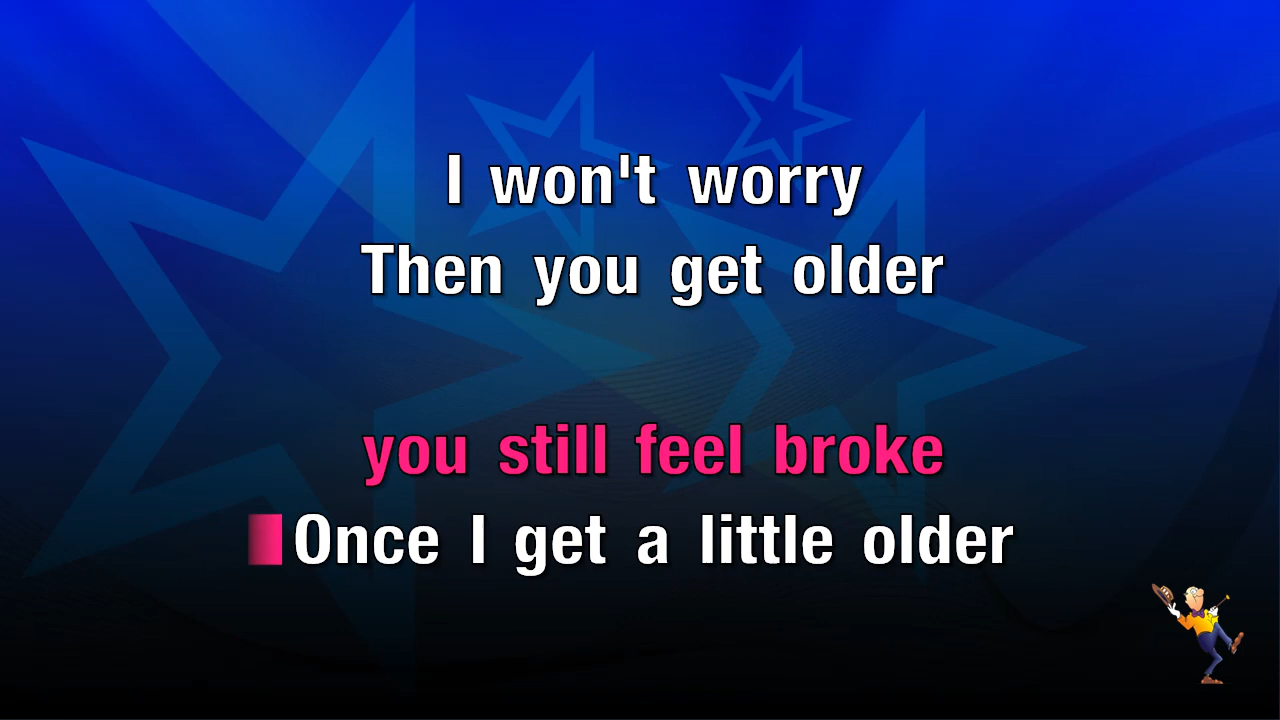 I won't worry
Then you get older
you still feel broke
Once I get a little older